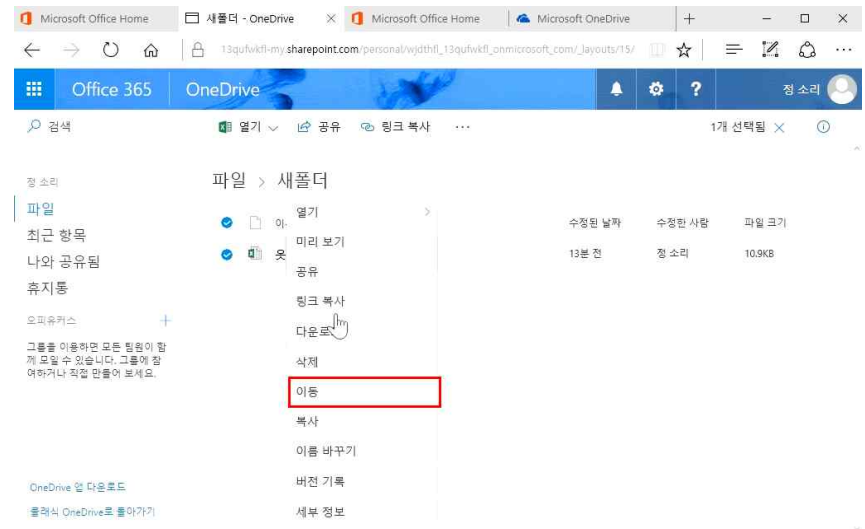 Microsoft Office Home
새폴더 - OneDrive
Microsoft Office Home
Microsoft OneDrive
13qufwkfl-my.sharepoint.com/personal/wjdthfl_13qufwkfl_onmicrosoft_com/_layouts/15/
Office 365
OneDrive
?
정 소리
검색
열기
공유
링크 복사
...
1개 선택됨
정 소리
파일
최근 항목
나와 공유됨
휴지통
오피유커스
그룹을 이용하면 모든 팀원이 함
께 모일 수 있습니다. 그룹에 참
여하거나 직접 만들어 보세요.
OneDrive 앱 다운로드
클래식 OneDrive로 돌아가기
파일 > 새폴더
수정된 날짜
수정한 사람
파일 크기
13분 전
정 소리
10.9KB
열기
미리 보기
공유
링크 복사
다운로
삭제
이동
복사
이름 바꾸기
버전 기록
세부 정보